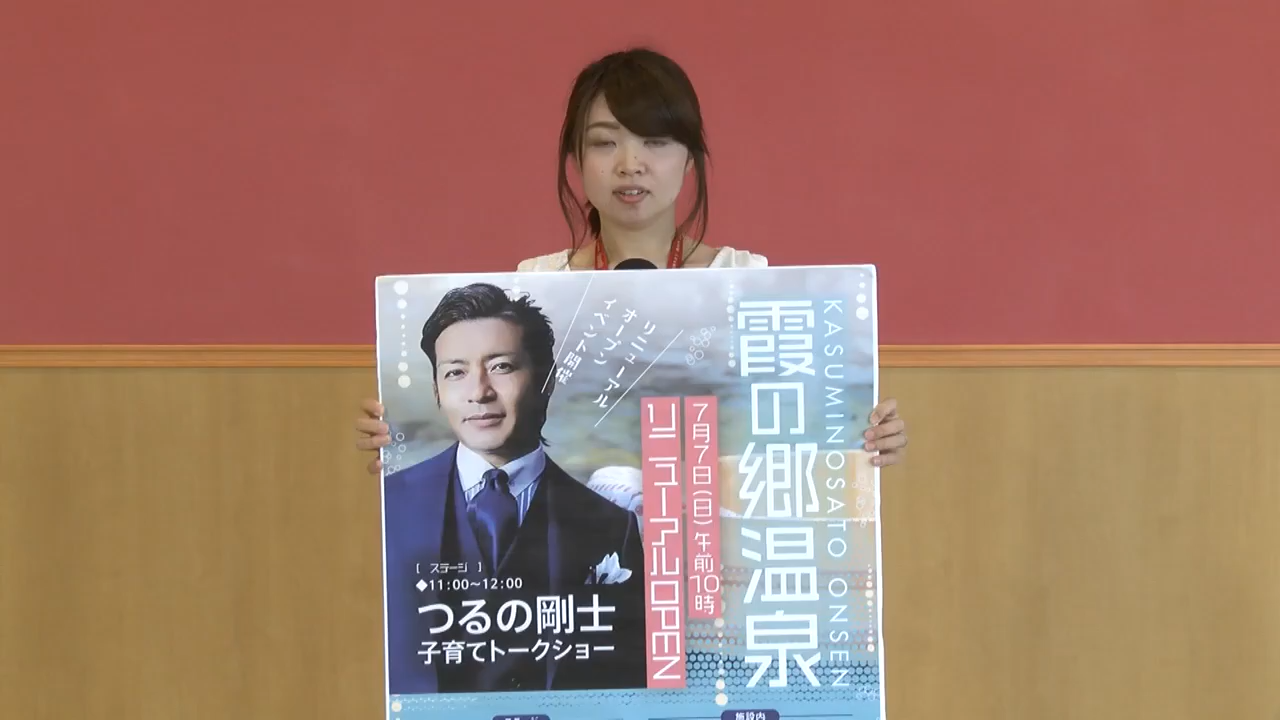 霞の郷温泉
KASUMINOSATO ONSEN
7月7日(日)午前10時
リニューアルOPEN
リニューアル
オープン
イベント開催
[ステージ]
◆11:00~12:00
つるの剛士
子育てトークショー
施設内